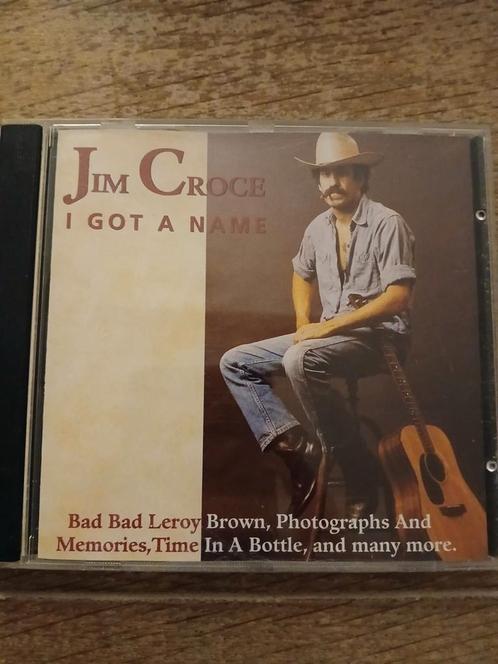 JIM CROCE
I GOT A NAME
Bad Bad Leroy Brown, Photographs And
Memories,Time In A Bottle, and many more.